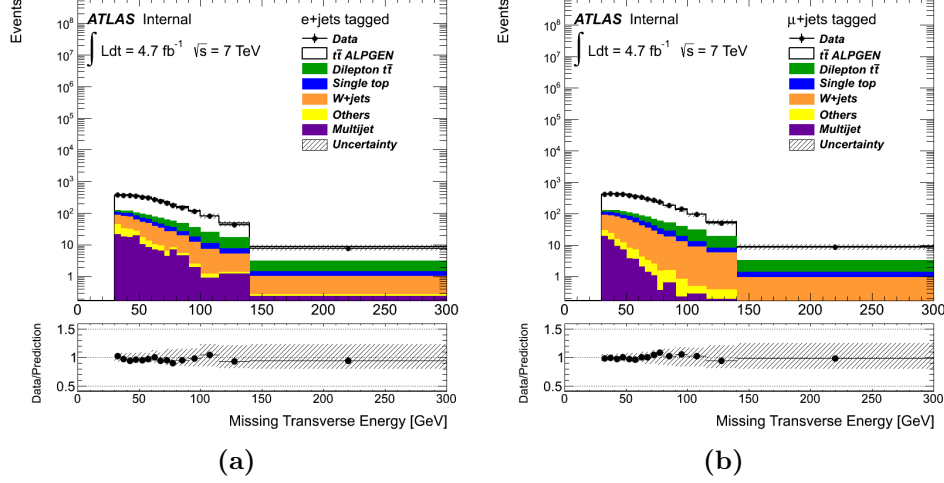 ATLAS Internal
e+jets tagged
∫ Ldt = 4.7 fb⁻¹ √s = 7 TeV
Data
tt̄ ALPGEN
Dilepton tt̄
Single top
W+jets
Others
Multijet
Uncertainty
Events
10⁸
10⁷
10⁶
10⁵
10⁴
10³
10²
10
1
0 50 100 150 200 250 300
Data/Prediction
1.5
1
0.5
0 50 100 150 200 250 300
Missing Transverse Energy [GeV]
(a)
ATLAS Internal
μ+jets tagged
∫ Ldt = 4.7 fb⁻¹ √s = 7 TeV
Data
tt̄ ALPGEN
Dilepton tt̄
Single top
W+jets
Others
Multijet
Uncertainty
Events
10⁸
10⁷
10⁶
10⁵
10⁴
10³
10²
10
1
0 50 100 150 200 250 300
Data/Prediction
1.5
1
0.5
0 50 100 150 200 250 300
Missing Transverse Energy [GeV]
(b)